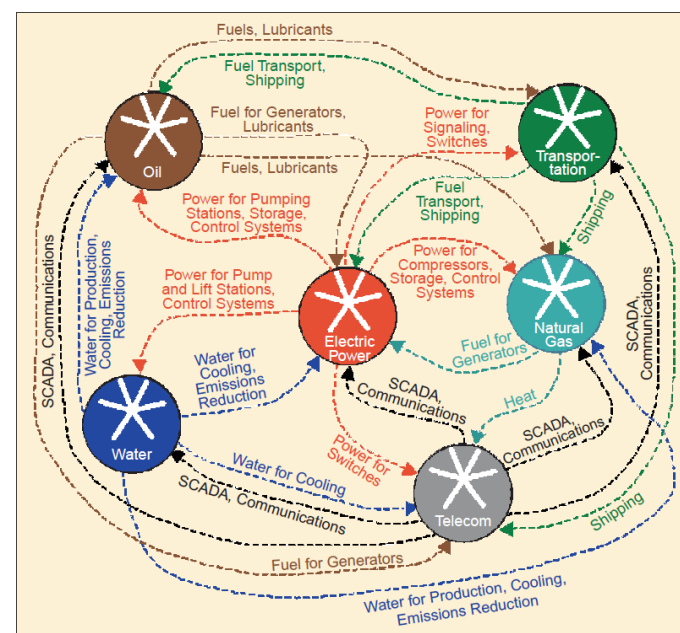 Fuels, Lubricants
Fuel Transport,
Shipping
Fuel for Generators,
Lubricants
Power for
Signaling,
Switches
Oil
Transpor-
tation
Fuels, Lubricants
Fuel
Transport,
Shipping
Shipping
Power for Pumping
Stations, Storage,
Control Systems
Power for
Compressors,
Storage, Control
Systems
Power for Pump
and Lift Stations,
Control Systems
SCADA, Communications
Water for Production,
Cooling, Emissions
Reduction
Electric
Power
Natural
Gas
SCADA,
Communications
Fuel for
Generators
Water for
Cooling,
Emissions
Reduction
Heat
SCADA,
Communications
SCADA,
Communications
Water
Power for
Switches
Water for Cooling
SCADA, Communications
Telecom
Shipping
Fuel for Generators
Water for Production, Cooling,
Emissions Reduction